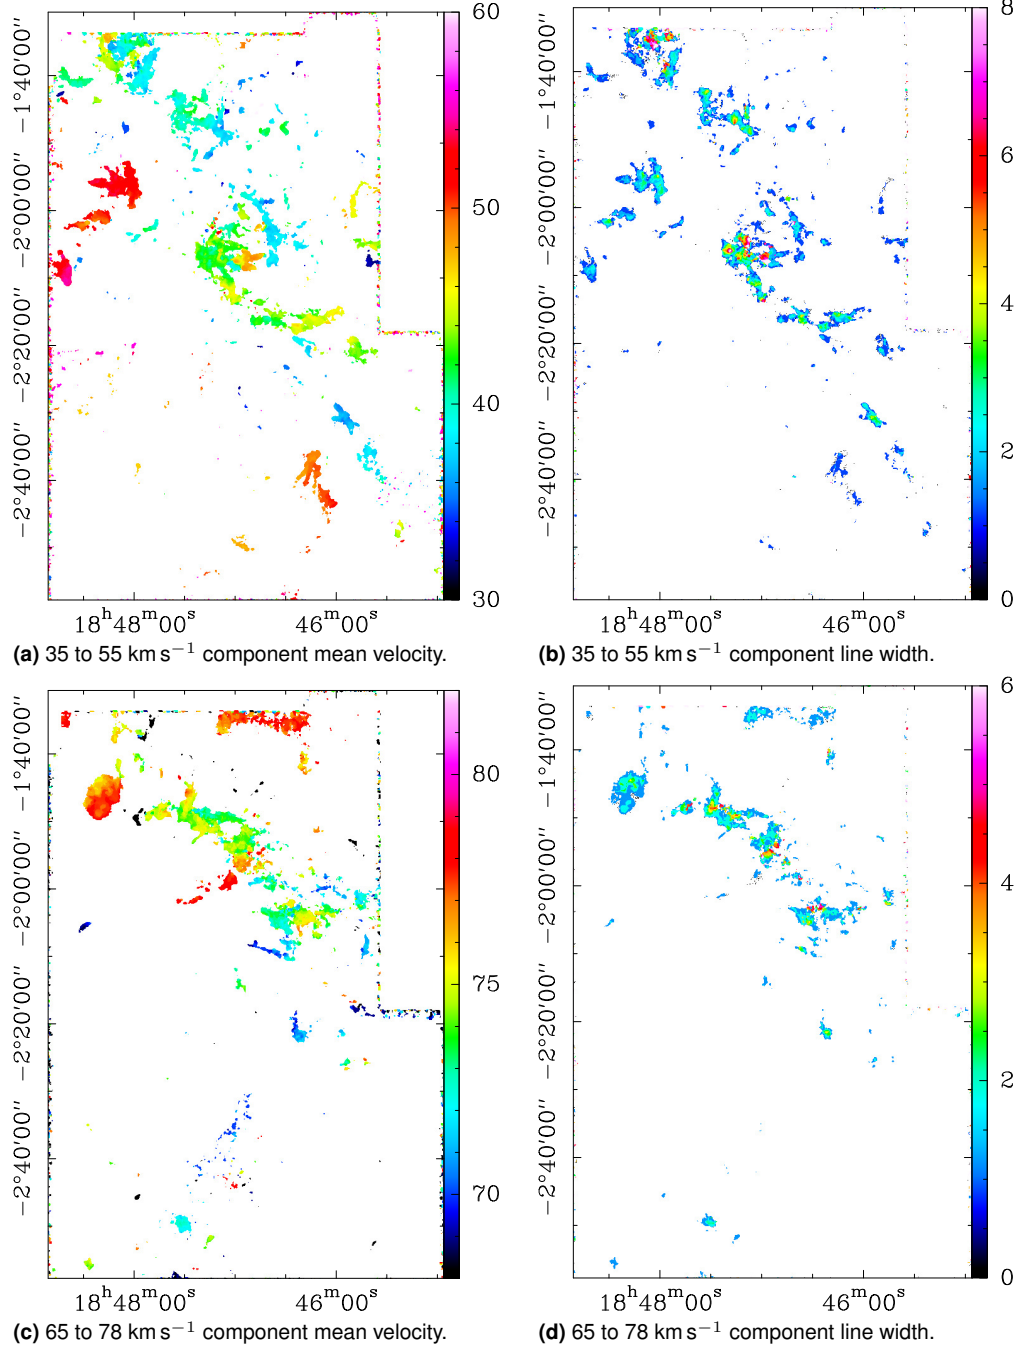 60
50
40
30
−1°40′00″
−2°00′00″
−2°20′00″
−2°40′00″
18ʰ48ᵐ00ˢ
46ᵐ00ˢ
(a) 35 to 55 km s⁻¹ component mean velocity.
8
6
4
2
0
−1°40′00″
−2°00′00″
−2°20′00″
−2°40′00″
18ʰ48ᵐ00ˢ
46ᵐ00ˢ
(b) 35 to 55 km s⁻¹ component line width.
80
75
70
−1°40′00″
−2°00′00″
−2°20′00″
−2°40′00″
18ʰ48ᵐ00ˢ
46ᵐ00ˢ
(c) 65 to 78 km s⁻¹ component mean velocity.
6
4
2
0
−1°40′00″
−2°00′00″
−2°20′00″
−2°40′00″
18ʰ48ᵐ00ˢ
46ᵐ00ˢ
(d) 65 to 78 km s⁻¹ component line width.